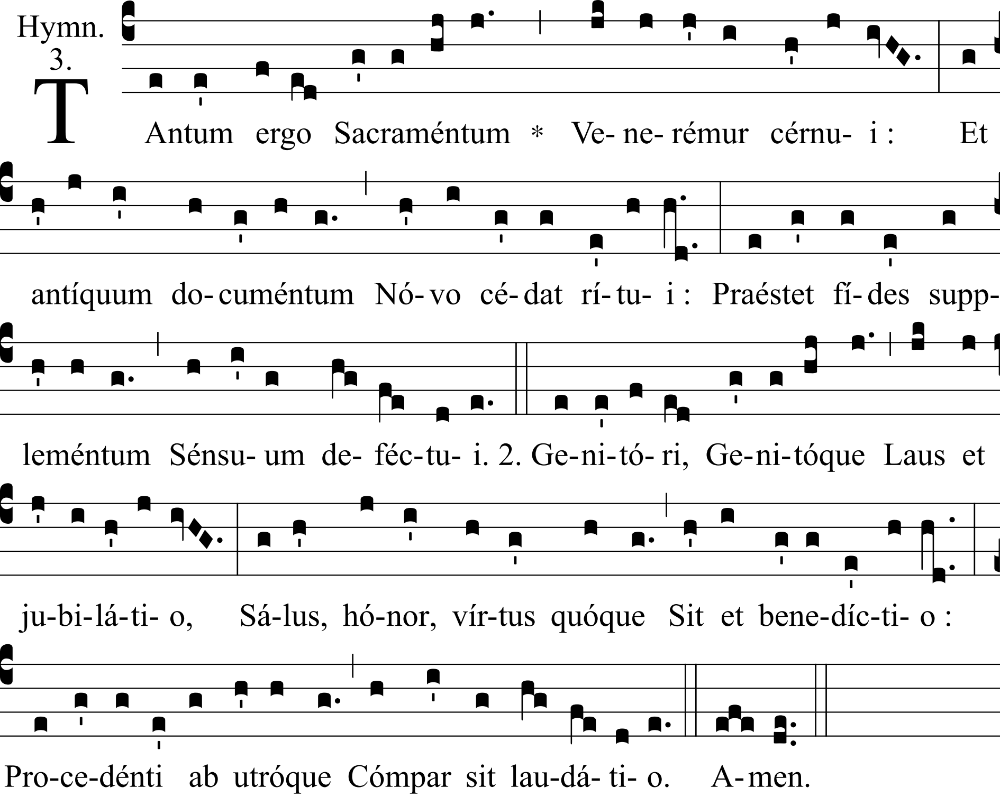 Hymn.
3.
TAntum ergo Sacraméntum * Ve- ne- rémur cérnu- i : Et
antíquum do- cuméntum Nó- vo cé- dat rí- tu- i : Praéstet fí- des supp-
leméntum Sénsu- um de- féc- tu- i. 2. Ge- ni- tó- ri, Ge- ni- tóque Laus et
ju- bi- lá- ti- o, Sá- lus, hó- nor, vír- tus quóque Sit et bene- díc- ti- o :
Pro- ce- dénti ab utróque Cómpar sit lau- dá- ti- o. A- men.